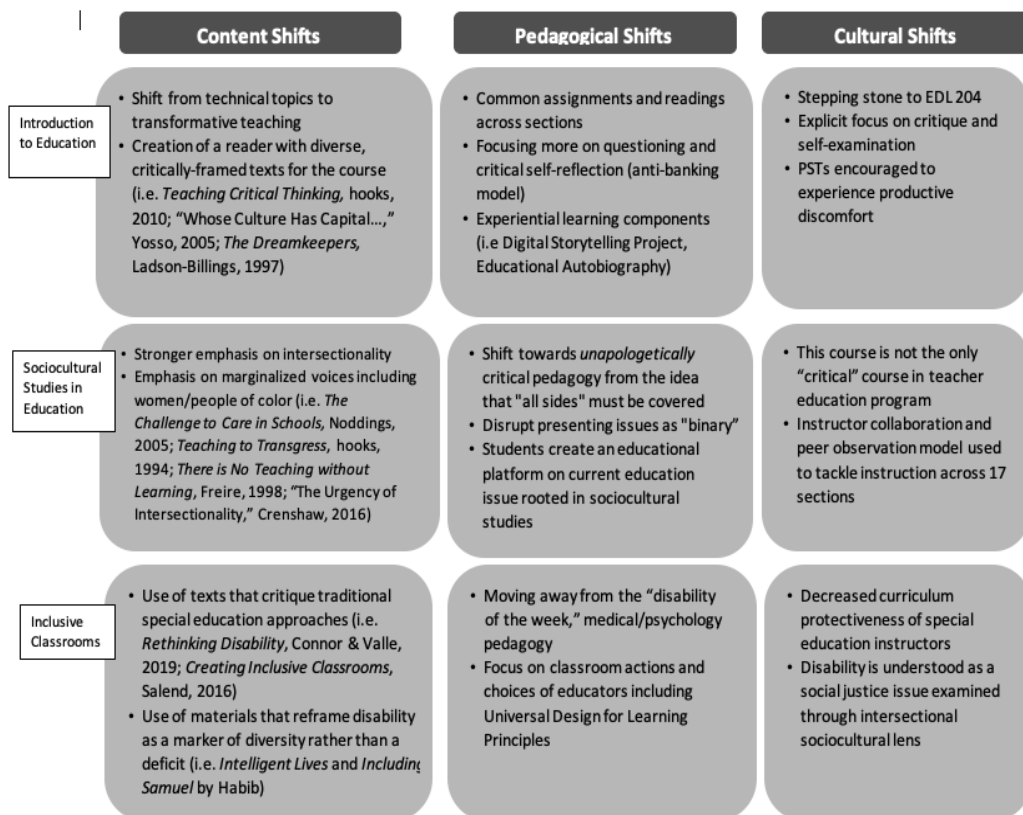 Content Shifts
Pedagogical Shifts
Cultural Shifts
Introduction
to Education
• Shift from technical topics to
transformative teaching
• Creation of a reader with diverse,
critically-framed texts for the course
(i.e. Teaching Critical Thinking, hooks,
2010; “Whose Culture Has Capital…,”
Yosso, 2005; The Dreamkeepers,
Ladson-Billings, 1997)
• Common assignments and readings
across sections
• Focusing more on questioning and
critical self-reflection (anti-banking
model)
• Experiential learning components
(i.e Digital Storytelling Project,
Educational Autobiography)
• Stepping stone to EDL 204
• Explicit focus on critique and
self-examination
• PSTs encouraged to
experience productive
discomfort
Sociocultural
Studies in
Education
• Stronger emphasis on intersectionality
• Emphasis on marginalized voices including
women/people of color (i.e. The
Challenge to Care in Schools, Noddings,
2005; Teaching to Transgress, hooks,
1994; There is No Teaching without
Learning, Freire, 1998; “The Urgency of
Intersectionality,” Crenshaw, 2016)
• Shift towards unapologetically
critical pedagogy from the idea
that "all sides" must be covered
• Disrupt presenting issues as "binary”
• Students create an educational
platform on current education
issue rooted in sociocultural
studies
• This course is not the only
“critical” course in teacher
education program
• Instructor collaboration and
peer observation model used
to tackle instruction across 17
sections
Inclusive
Classrooms
• Use of texts that critique traditional
special education approaches (i.e.
Rethinking Disability, Connor & Valle,
2019; Creating Inclusive Classrooms,
Salend, 2016)
• Use of materials that reframe disability
as a marker of diversity rather than a
deficit (i.e. Intelligent Lives and Including
Samuel by Habib)
• Moving away from the “disability
of the week,” medical/psychology
pedagogy
• Focus on classroom actions and
choices of educators including
Universal Design for Learning
Principles
• Decreased curriculum
protectiveness of special
education instructors
• Disability is understood as a
social justice issue examined
through intersectional
sociocultural lens